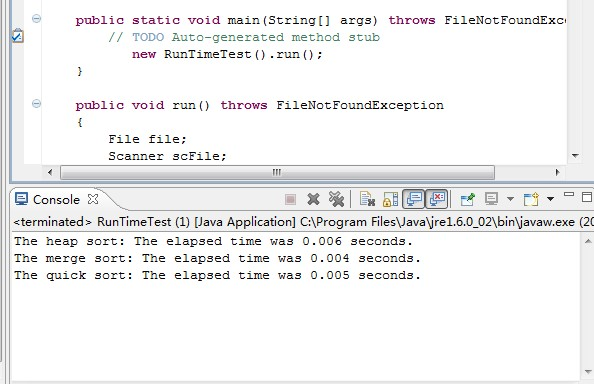 public static void main(String[] args) throws FileNotFoundExc
// TODO Auto-generated method stub
new RunTimeTest().run();
}
public void run() throws FileNotFoundException
{
File file;
Scanner scFile;
Console
<terminated> RunTimeTest (1) [Java Application] C:\Program Files\Java\jre1.6.0_02\bin\javaw.exe (20
The heap sort: The elapsed time was 0.006 seconds.
The merge sort: The elapsed time was 0.004 seconds.
The quick sort: The elapsed time was 0.005 seconds.